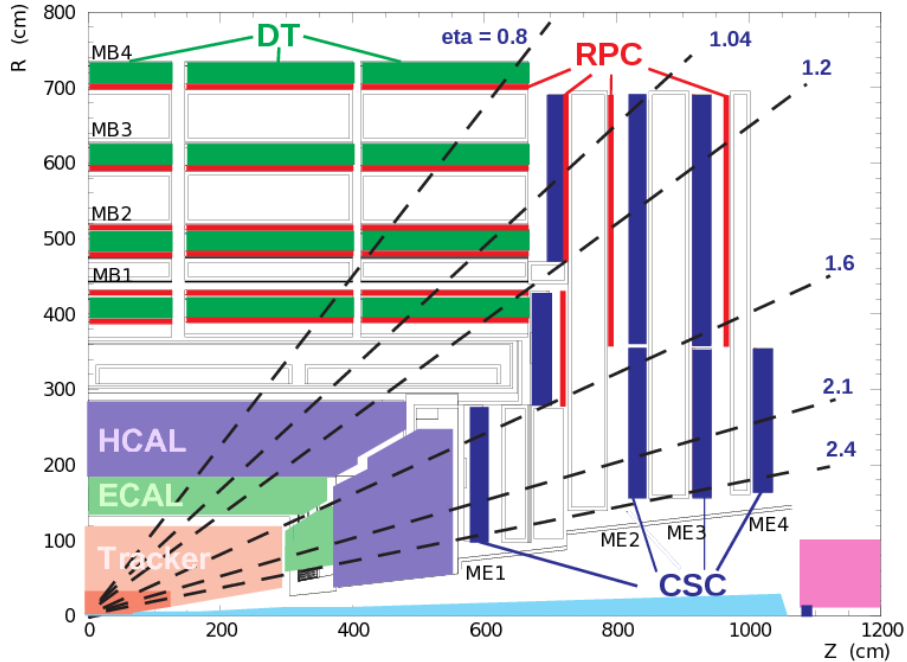 R (cm)
800
700
600
500
400
300
200
100
0
MB4
MB3
MB2
MB1
DT
eta = 0.8
RPC
1.04
1.2
1.6
2.1
2.4
HCAL
ECAL
Tracker
ME1
ME2
ME3
ME4
CSC
0
200
400
600
800
1000
1200
Z (cm)